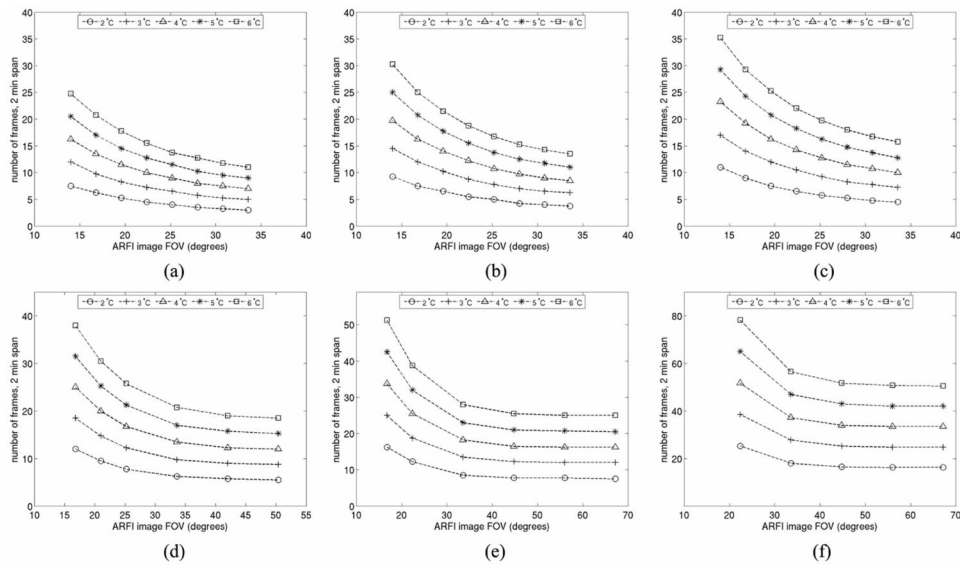 2°C 3°C 4°C 5°C 6°C
number of frames, 2 min span
40
35
30
25
20
15
10
5
0
10 15 20 25 30 35 40
ARFI image FOV (degrees)
(a)
2°C 3°C 4°C 5°C 6°C
number of frames, 2 min span
40
35
30
25
20
15
10
5
0
10 15 20 25 30 35 40
ARFI image FOV (degrees)
(b)
2°C 3°C 4°C 5°C 6°C
number of frames, 2 min span
40
35
30
25
20
15
10
5
0
10 15 20 25 30 35 40
ARFI image FOV (degrees)
(c)
2°C 3°C 4°C 5°C 6°C
number of frames, 2 min span
40
30
20
10
0
10 15 20 25 30 35 40 45 50 55
ARFI image FOV (degrees)
(d)
2°C 3°C 4°C 5°C 6°C
number of frames, 2 min span
50
40
30
20
10
0
10 20 30 40 50 60 70
ARFI image FOV (degrees)
(e)
2°C 3°C 4°C 5°C 6°C
number of frames, 2 min span
80
60
40
20
10 20 30 40 50 60 70
ARFI image FOV (degrees)
(f)